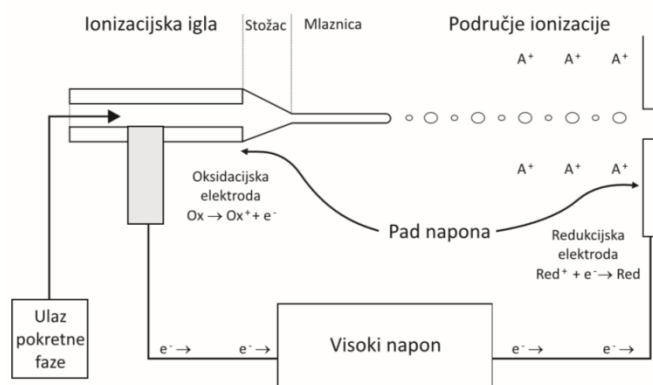 Ionizacijska igla
Stožac
Mlaznica
Područje ionizacije
A⁺ A⁺ A⁺
A⁺ A⁺ A⁺
Oksidacijska
elektroda
Ox → Ox⁺ + e⁻
Pad napona
Redukcijska
elektroda
Red⁺ + e⁻ → Red
Ulaz
pokretne
faze
e⁻ → e⁻ →
Visoki napon
e⁻ → e⁻ →